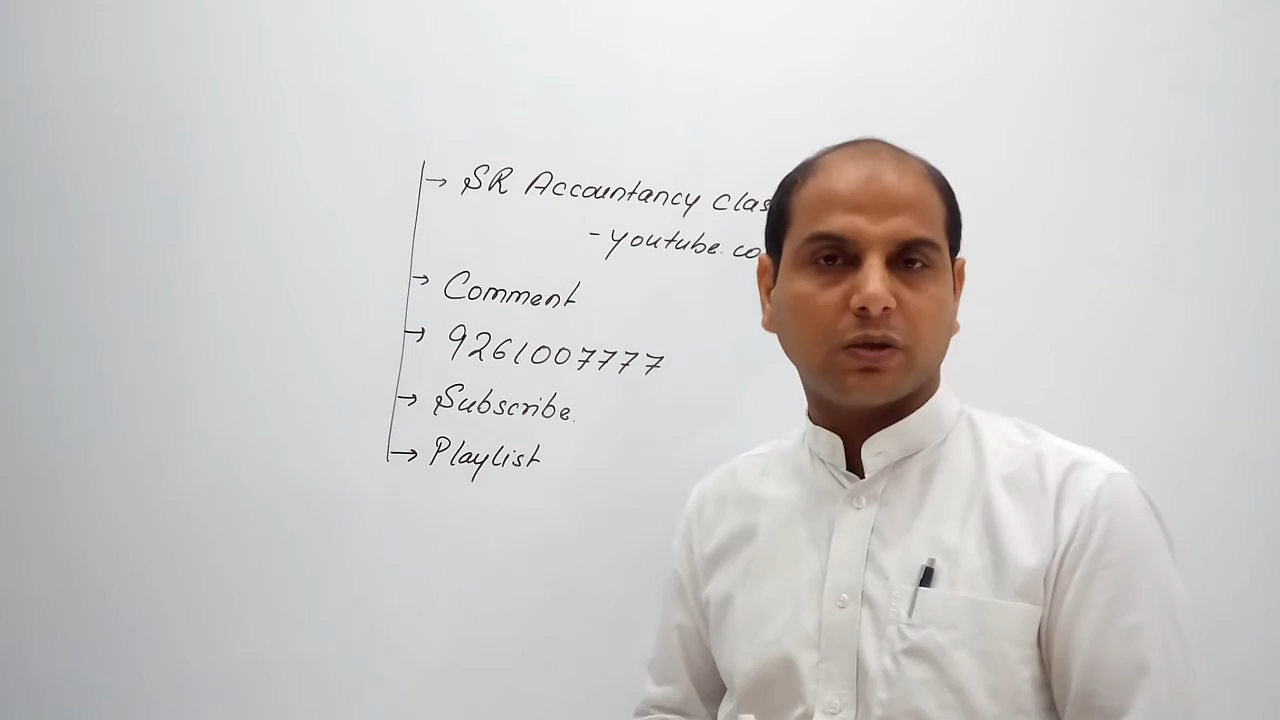 → SR Accountancy clas
- youtube.co
→ Comment
→ 9261007777
→ Subscribe.
→ Playlist